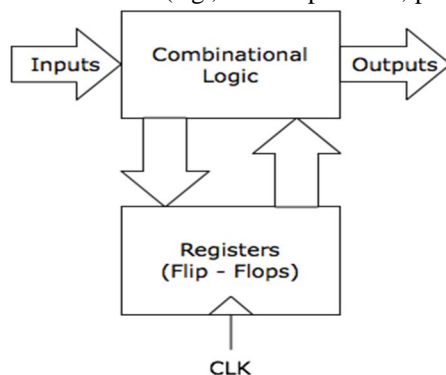 Combinational
Logic
Inputs
Outputs
Registers
(Flip - Flops)
CLK